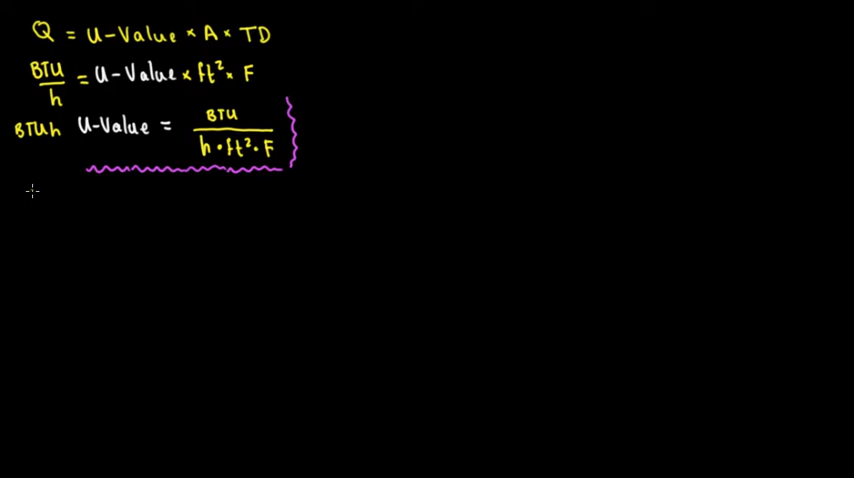 Q = U-Value × A × TD
BTU/h = U-Value × ft² × F
BTUh U-Value = BTU/(h · ft² · F)